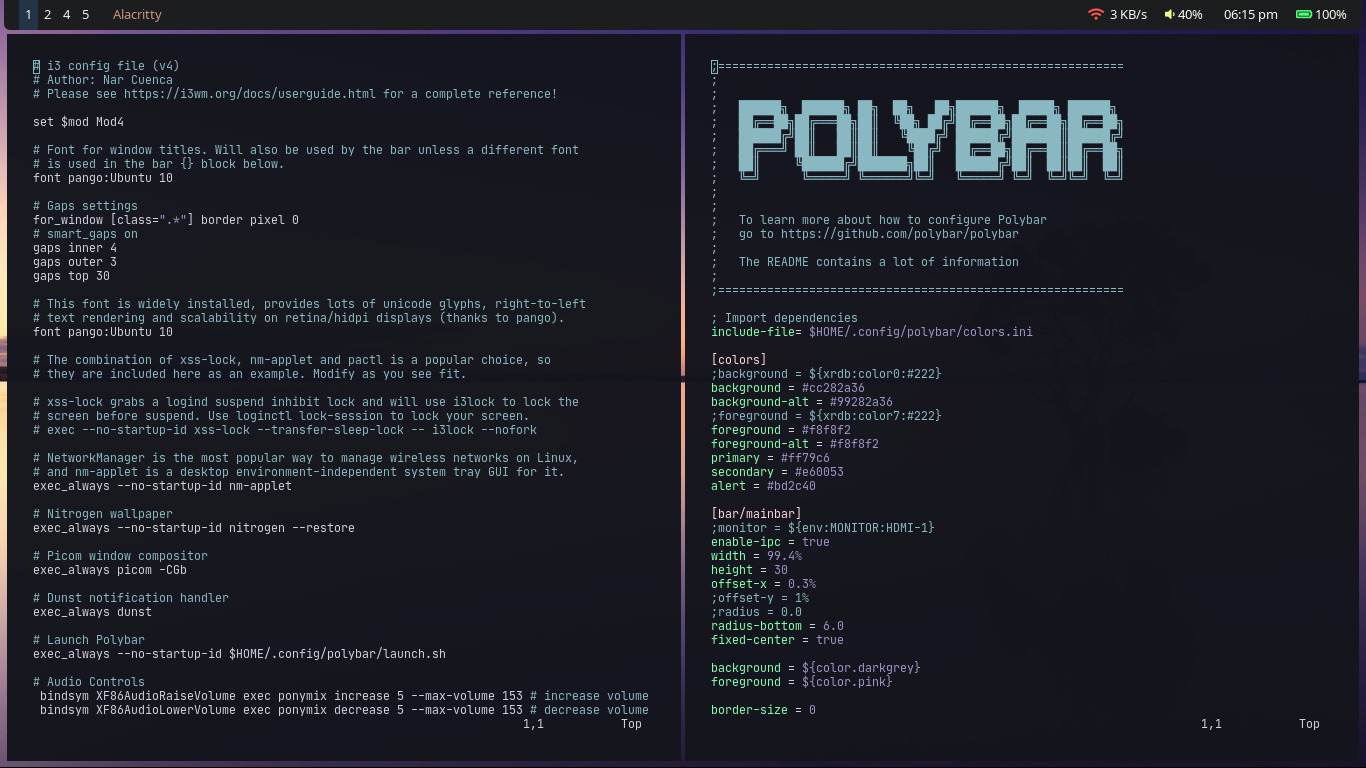 1 2 4 5 Alacritty 3 KB/s 40% 06:15 pm 100%
# i3 config file (v4)
# Author: Nar Cuenca
# Please see https://i3wm.org/docs/userguide.html for a complete reference!
set $mod Mod4
# Font for window titles. Will also be used by the bar unless a different font
# is used in the bar {} block below.
font pango:Ubuntu 10
# Gaps settings
for_window [class=".*"] border pixel 0
# smart_gaps on
gaps inner 4
gaps outer 3
gaps top 30
# This font is widely installed, provides lots of unicode glyphs, right-to-left
# text rendering and scalability on retina/hidpi displays (thanks to pango).
font pango:Ubuntu 10
# The combination of xss-lock, nm-applet and pactl is a popular choice, so
# they are included here as an example. Modify as you see fit.
# xss-lock grabs a logind suspend inhibit lock and will use i3lock to lock the
# screen before suspend. Use loginctl lock-session to lock your screen.
# exec --no-startup-id xss-lock --transfer-sleep-lock -- i3lock --nofork
# NetworkManager is the most popular way to manage wireless networks on Linux,
# and nm-applet is a desktop environment-independent system tray GUI for it.
exec_always --no-startup-id nm-applet
# Nitrogen wallpaper
exec_always --no-startup-id nitrogen --restore
# Picom window compositor
exec_always picom -CGb
# Dunst notification handler
exec_always dunst
# Launch Polybar
exec_always --no-startup-id $HOME/.config/polybar/launch.sh
# Audio Controls
bindsym XF86AudioRaiseVolume exec ponymix increase 5 --max-volume 153 # increase volume
bindsym XF86AudioLowerVolume exec ponymix decrease 5 --max-volume 153 # decrease volume
1,1 Top
;==========================================================
;
;
; POLYBAR
;
;
;
;
;
;
;
; To learn more about how to configure Polybar
; go to https://github.com/polybar/polybar
;
; The README contains a lot of information
;
;==========================================================
; Import dependencies
include-file= $HOME/.config/polybar/colors.ini
[colors]
;background = ${xrdb:color0:#222}
background = #cc282a36
background-alt = #99282a36
;foreground = ${xrdb:color7:#222}
foreground = #f8f8f2
foreground-alt = #f8f8f2
primary = #ff79c6
secondary = #e60053
alert = #bd2c40
[bar/mainbar]
;monitor = ${env:MONITOR:HDMI-1}
enable-ipc = true
width = 99.4%
height = 30
offset-x = 0.3%
;offset-y = 1%
;radius = 0.0
radius-bottom = 6.0
fixed-center = true
background = ${color.darkgrey}
foreground = ${color.pink}
border-size = 0
1,1 Top